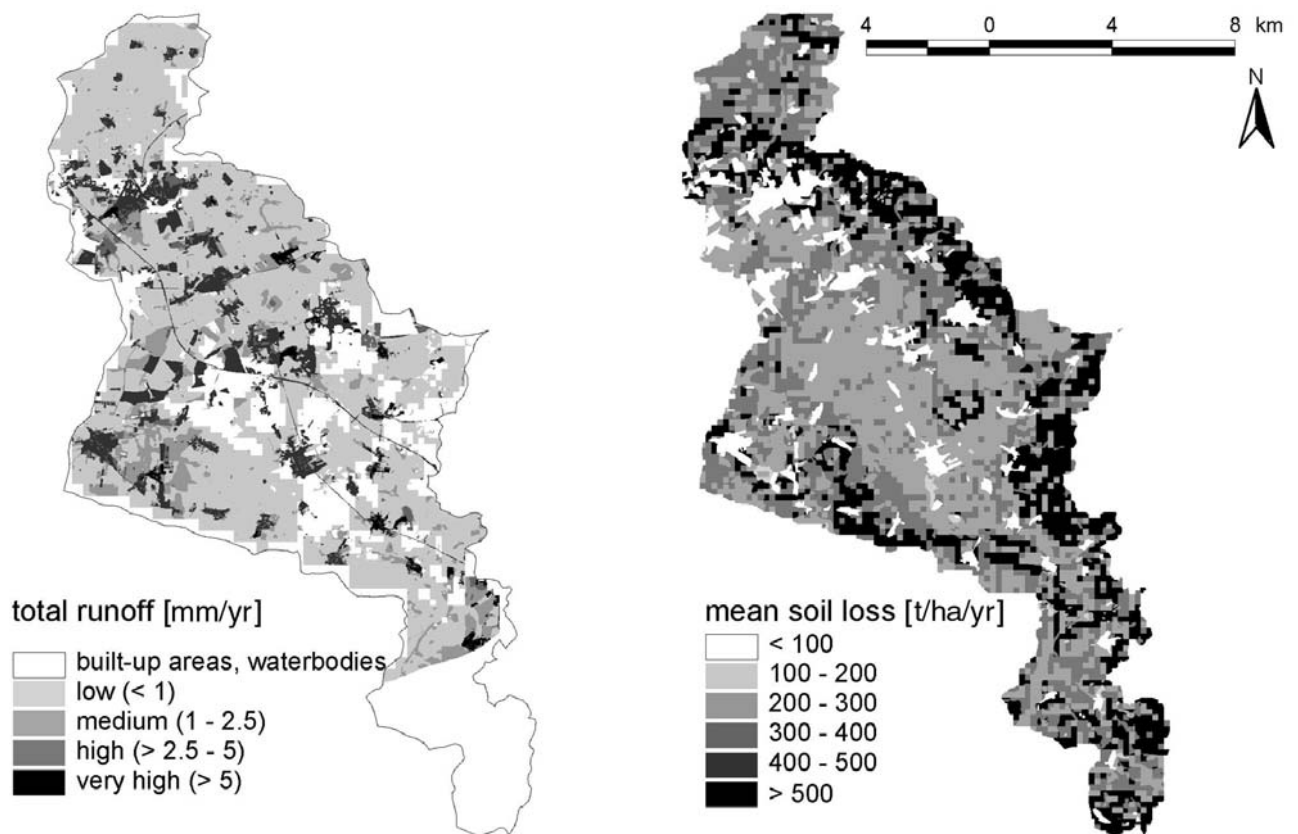 4 0 4 8 km
N
total runoff [mm/yr]
built-up areas, waterbodies
low (< 1)
medium (1 - 2.5)
high (> 2.5 - 5)
very high (> 5)
mean soil loss [t/ha/yr]
< 100
100 - 200
200 - 300
300 - 400
400 - 500
> 500